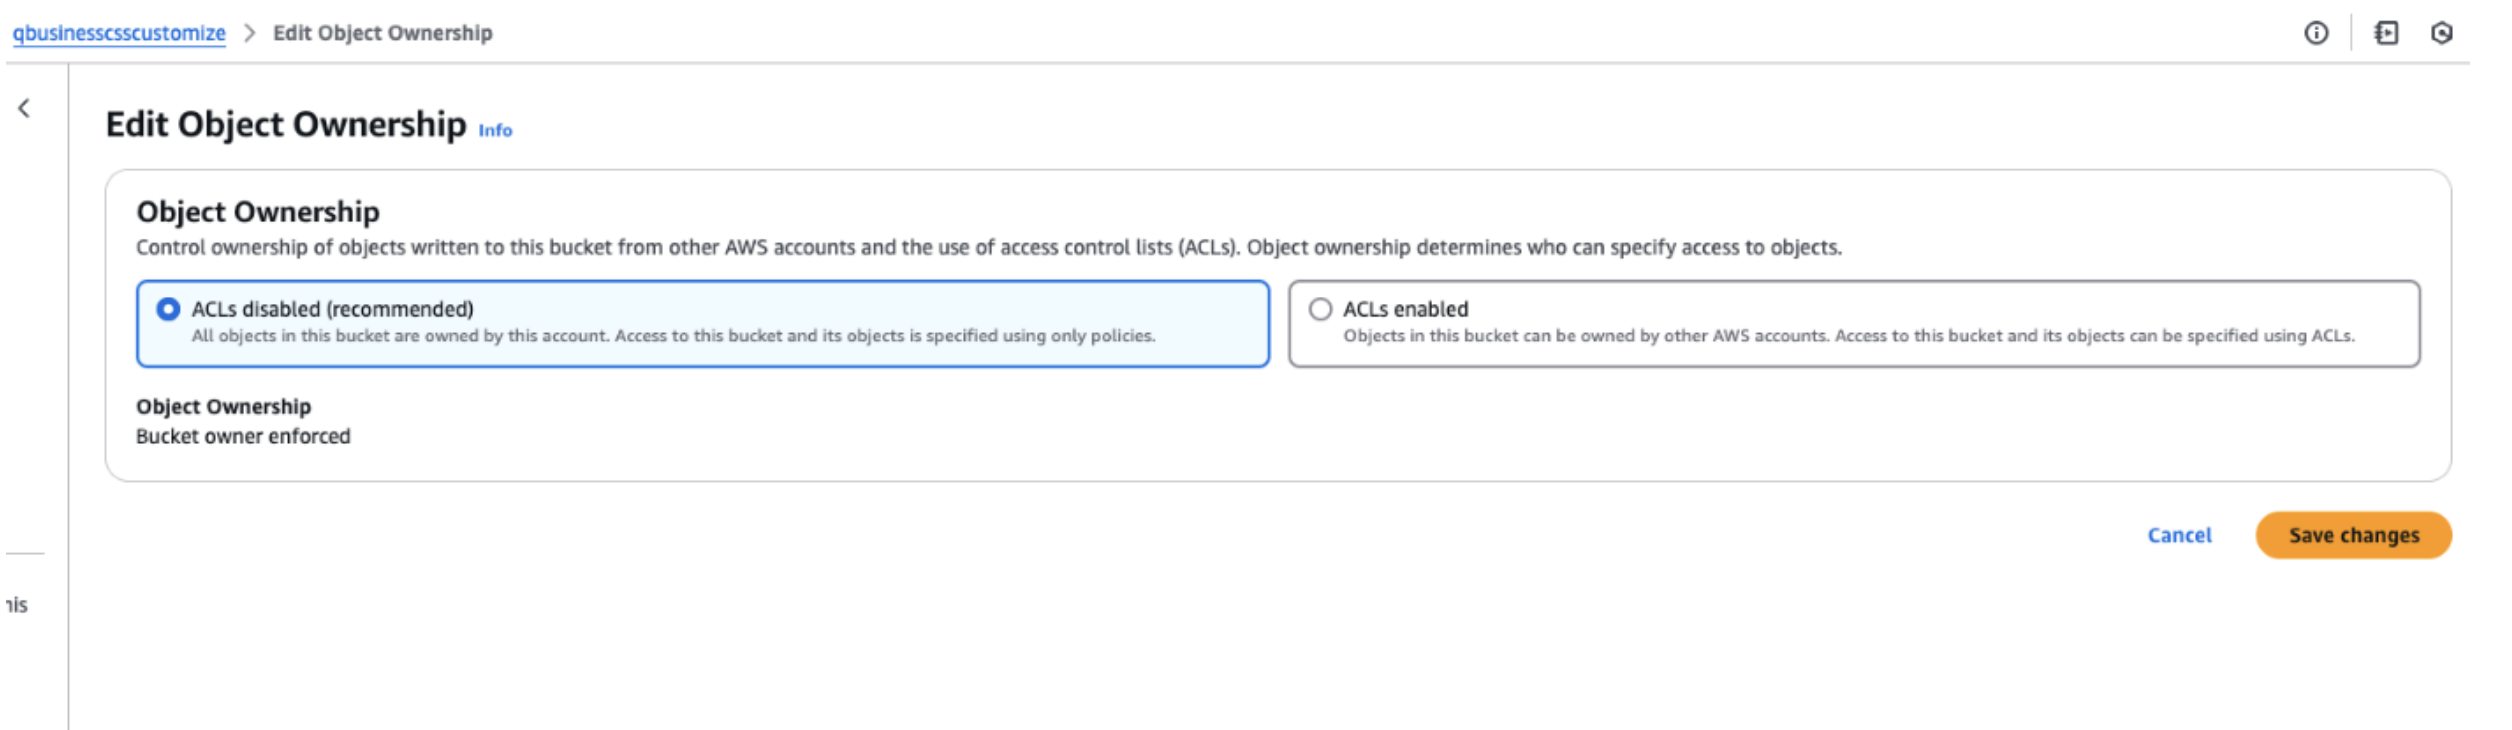 qbusinesscsscustomize > Edit Object Ownership
Edit Object Ownership Info
Object Ownership
Control ownership of objects written to this bucket from other AWS accounts and the use of access control lists (ACLs). Object ownership determines who can specify access to objects.
ACLs disabled (recommended)
All objects in this bucket are owned by this account. Access to this bucket and its objects is specified using only policies.
ACLs enabled
Objects in this bucket can be owned by other AWS accounts. Access to this bucket and its objects can be specified using ACLs.
Object Ownership
Bucket owner enforced
Cancel
Save changes